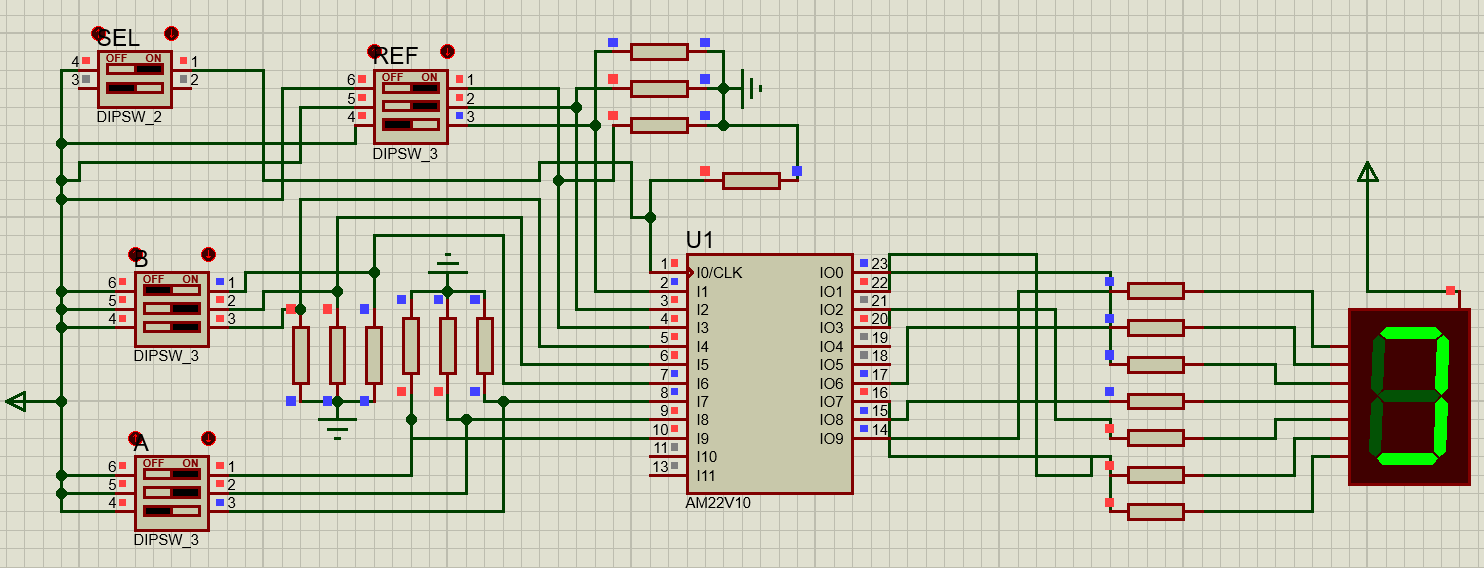 SEL
OFF ON
4 1
3 2
DIPSW_2
REF
OFF ON
6 1
5 2
4 3
DIPSW_3
B
OFF ON
6 1
5 2
4 3
DIPSW_3
A
OFF ON
6 1
5 2
4 3
DIPSW_3
U1
1 I0/CLK IO0 23
2 I1 IO1 22
3 I2 IO2 21
4 I3 IO3 20
5 I4 IO4 19
6 I5 IO5 18
7 I6 IO6 17
8 I7 IO7 16
9 I8 IO8 15
10 I9 IO9 14
11 I10
13 I11
AM22V10